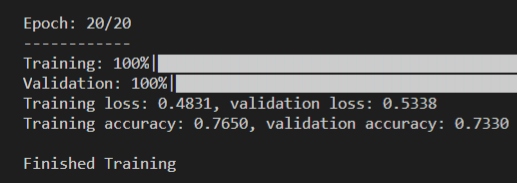 Epoch: 20/20
------------
Training: 100%|
Validation: 100%|
Training loss: 0.4831, validation loss: 0.5338
Training accuracy: 0.7650, validation accuracy: 0.7330
Finished Training